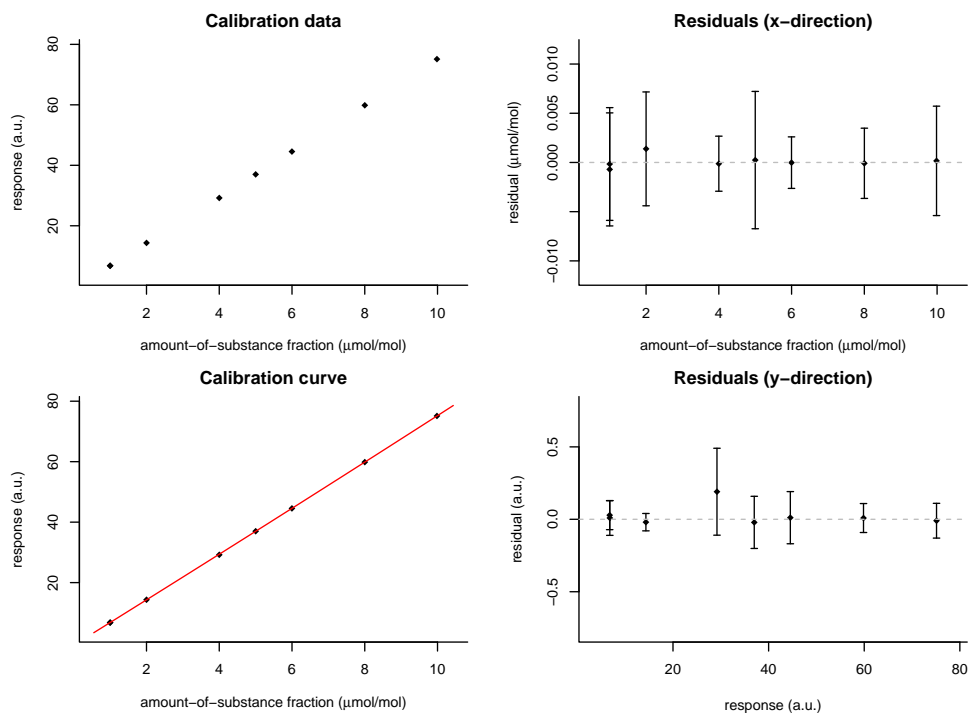 Calibration data
80
60
40
20
response (a.u.)
2 4 6 8 10
amount−of−substance fraction (μmol/mol)
Residuals (x−direction)
0.010
0.005
0.000
−0.010
residual (μmol/mol)
2 4 6 8 10
amount−of−substance fraction (μmol/mol)
Calibration curve
80
60
40
20
response (a.u.)
2 4 6 8 10
amount−of−substance fraction (μmol/mol)
Residuals (y−direction)
0.5
0.0
−0.5
residual (a.u.)
20 40 60 80
response (a.u.)